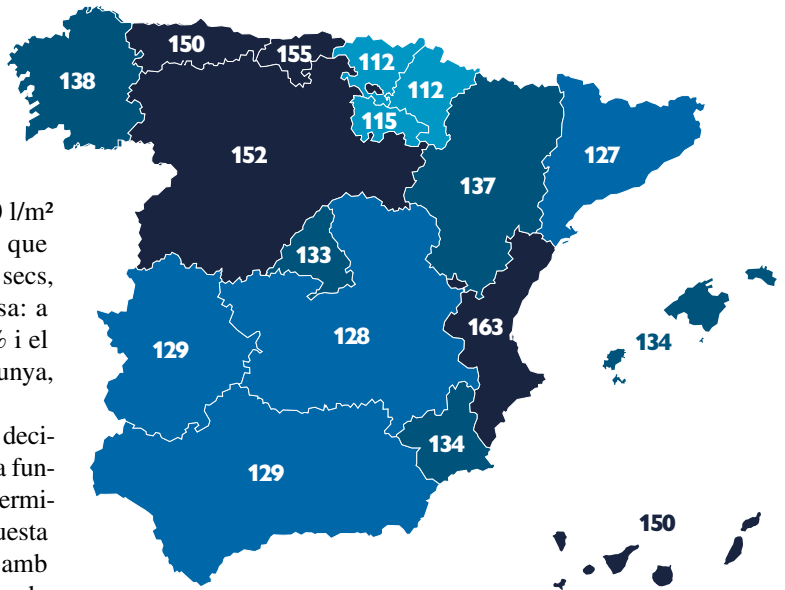 150
155
112
138
112
115
152
127
137
l/m²
que
secs,
133
sa: a
163
% i el
128
134
129
unya,
deci-
134
a fun-
129
ermi-
uesta
150
amb